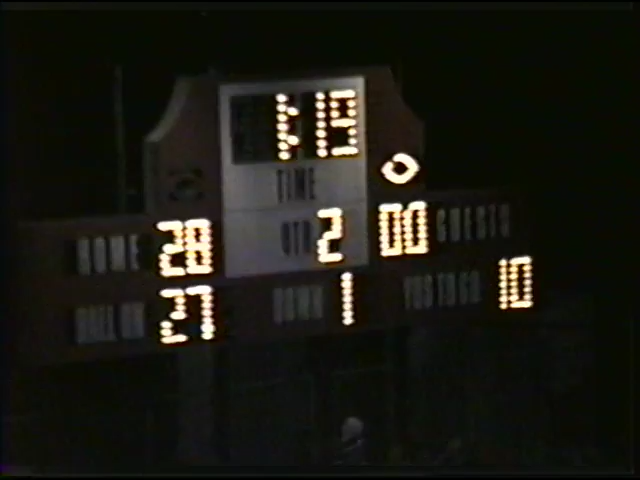 1:19
TIME
HOME 28 QTR 2 00 GUESTS
BALL ON 27 DOWN 1 YDS TO GO 10